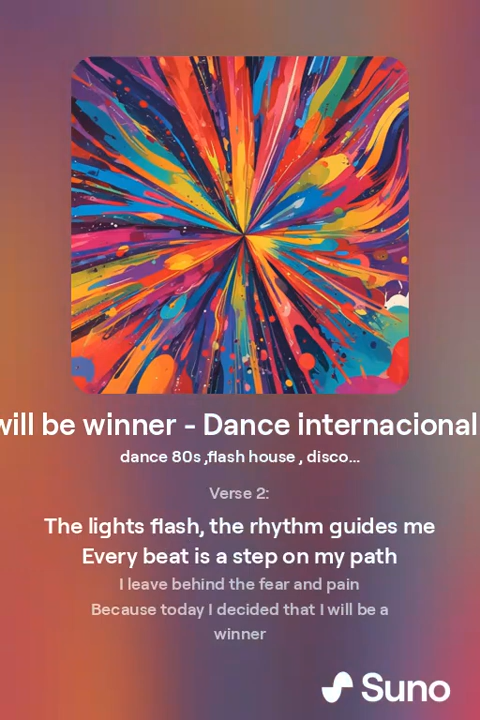 will be winner - Dance internacional
dance 80s ,flash house , disco...
Verse 2:
The lights flash, the rhythm guides me
Every beat is a step on my path
I leave behind the fear and pain
Because today I decided that I will be a
winner
Suno